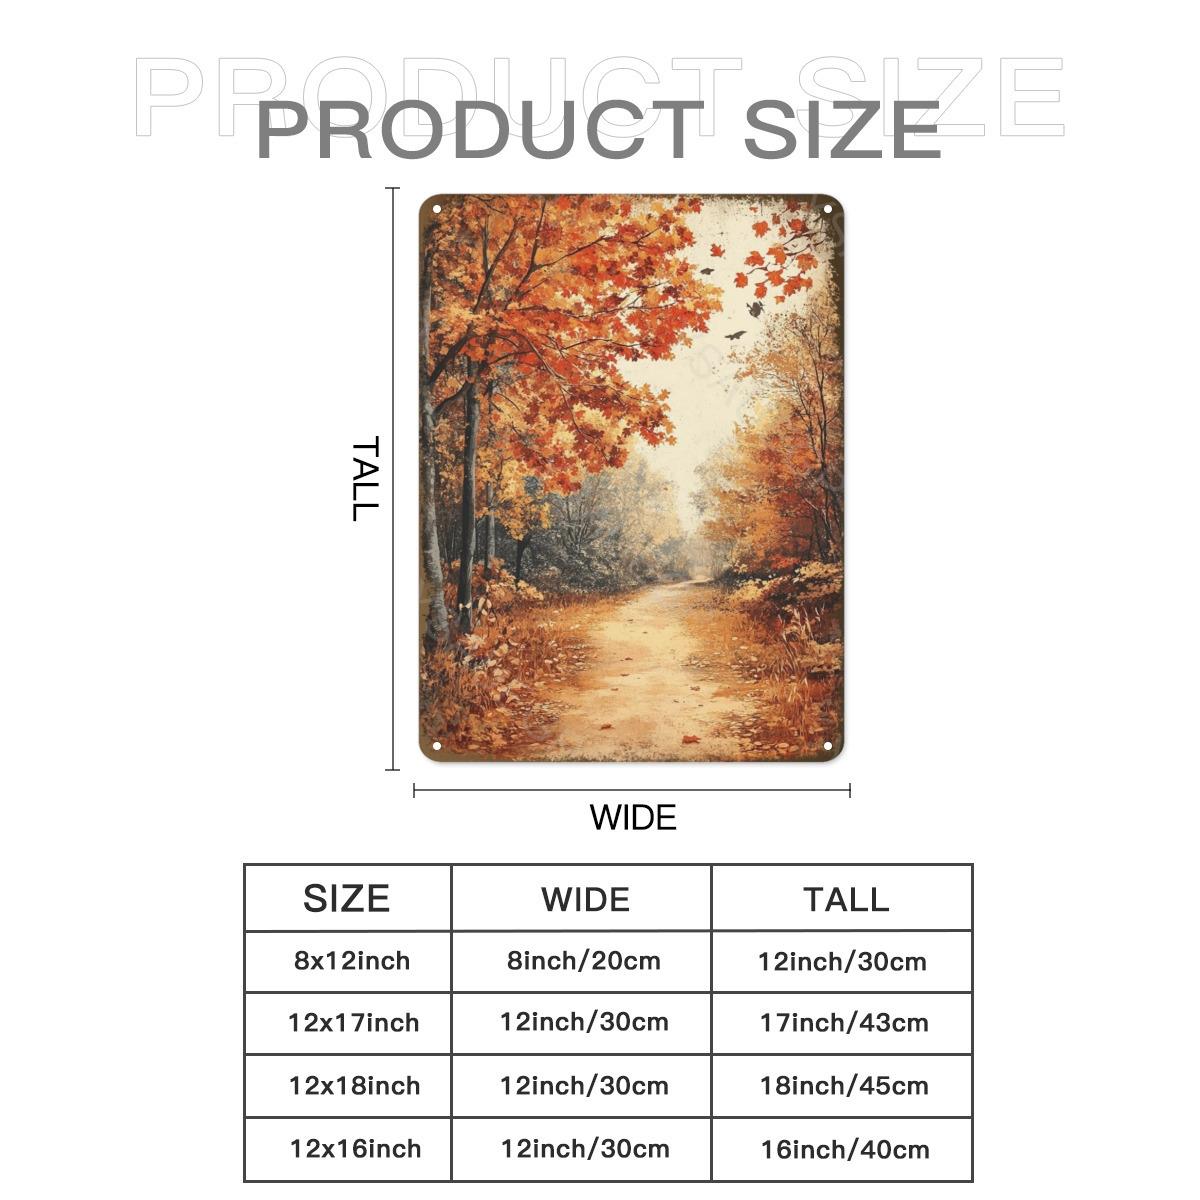 PRODUCT SIZE
PRODUCT SIZE
TALL
WIDE
SIZE WIDE TALL
8x12inch 8inch/20cm 12inch/30cm
12x17inch 12inch/30cm 17inch/43cm
12x18inch 12inch/30cm 18inch/45cm
12x16inch 12inch/30cm 16inch/40cm